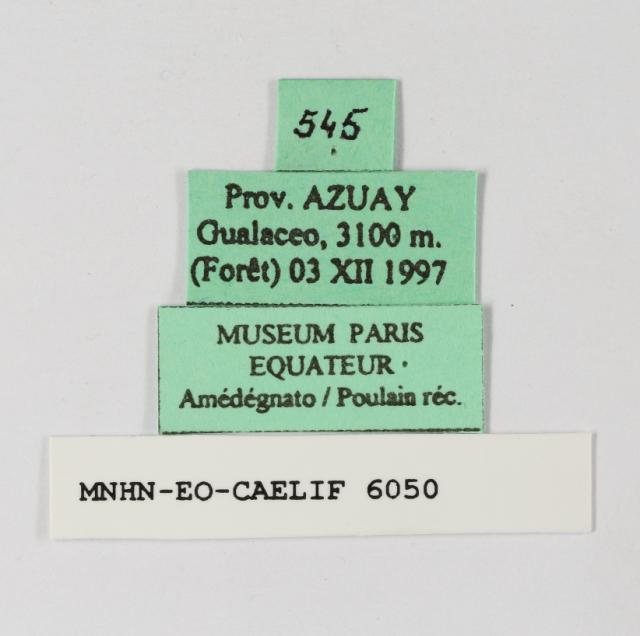 545
Prov. AZUAY
Gualaceo, 3100 m.
(Forêt) 03 XII 1997
MUSEUM PARIS
EQUATEUR
Amédégnato / Poulain réc.
MNHN-EO-CAELIF 6050